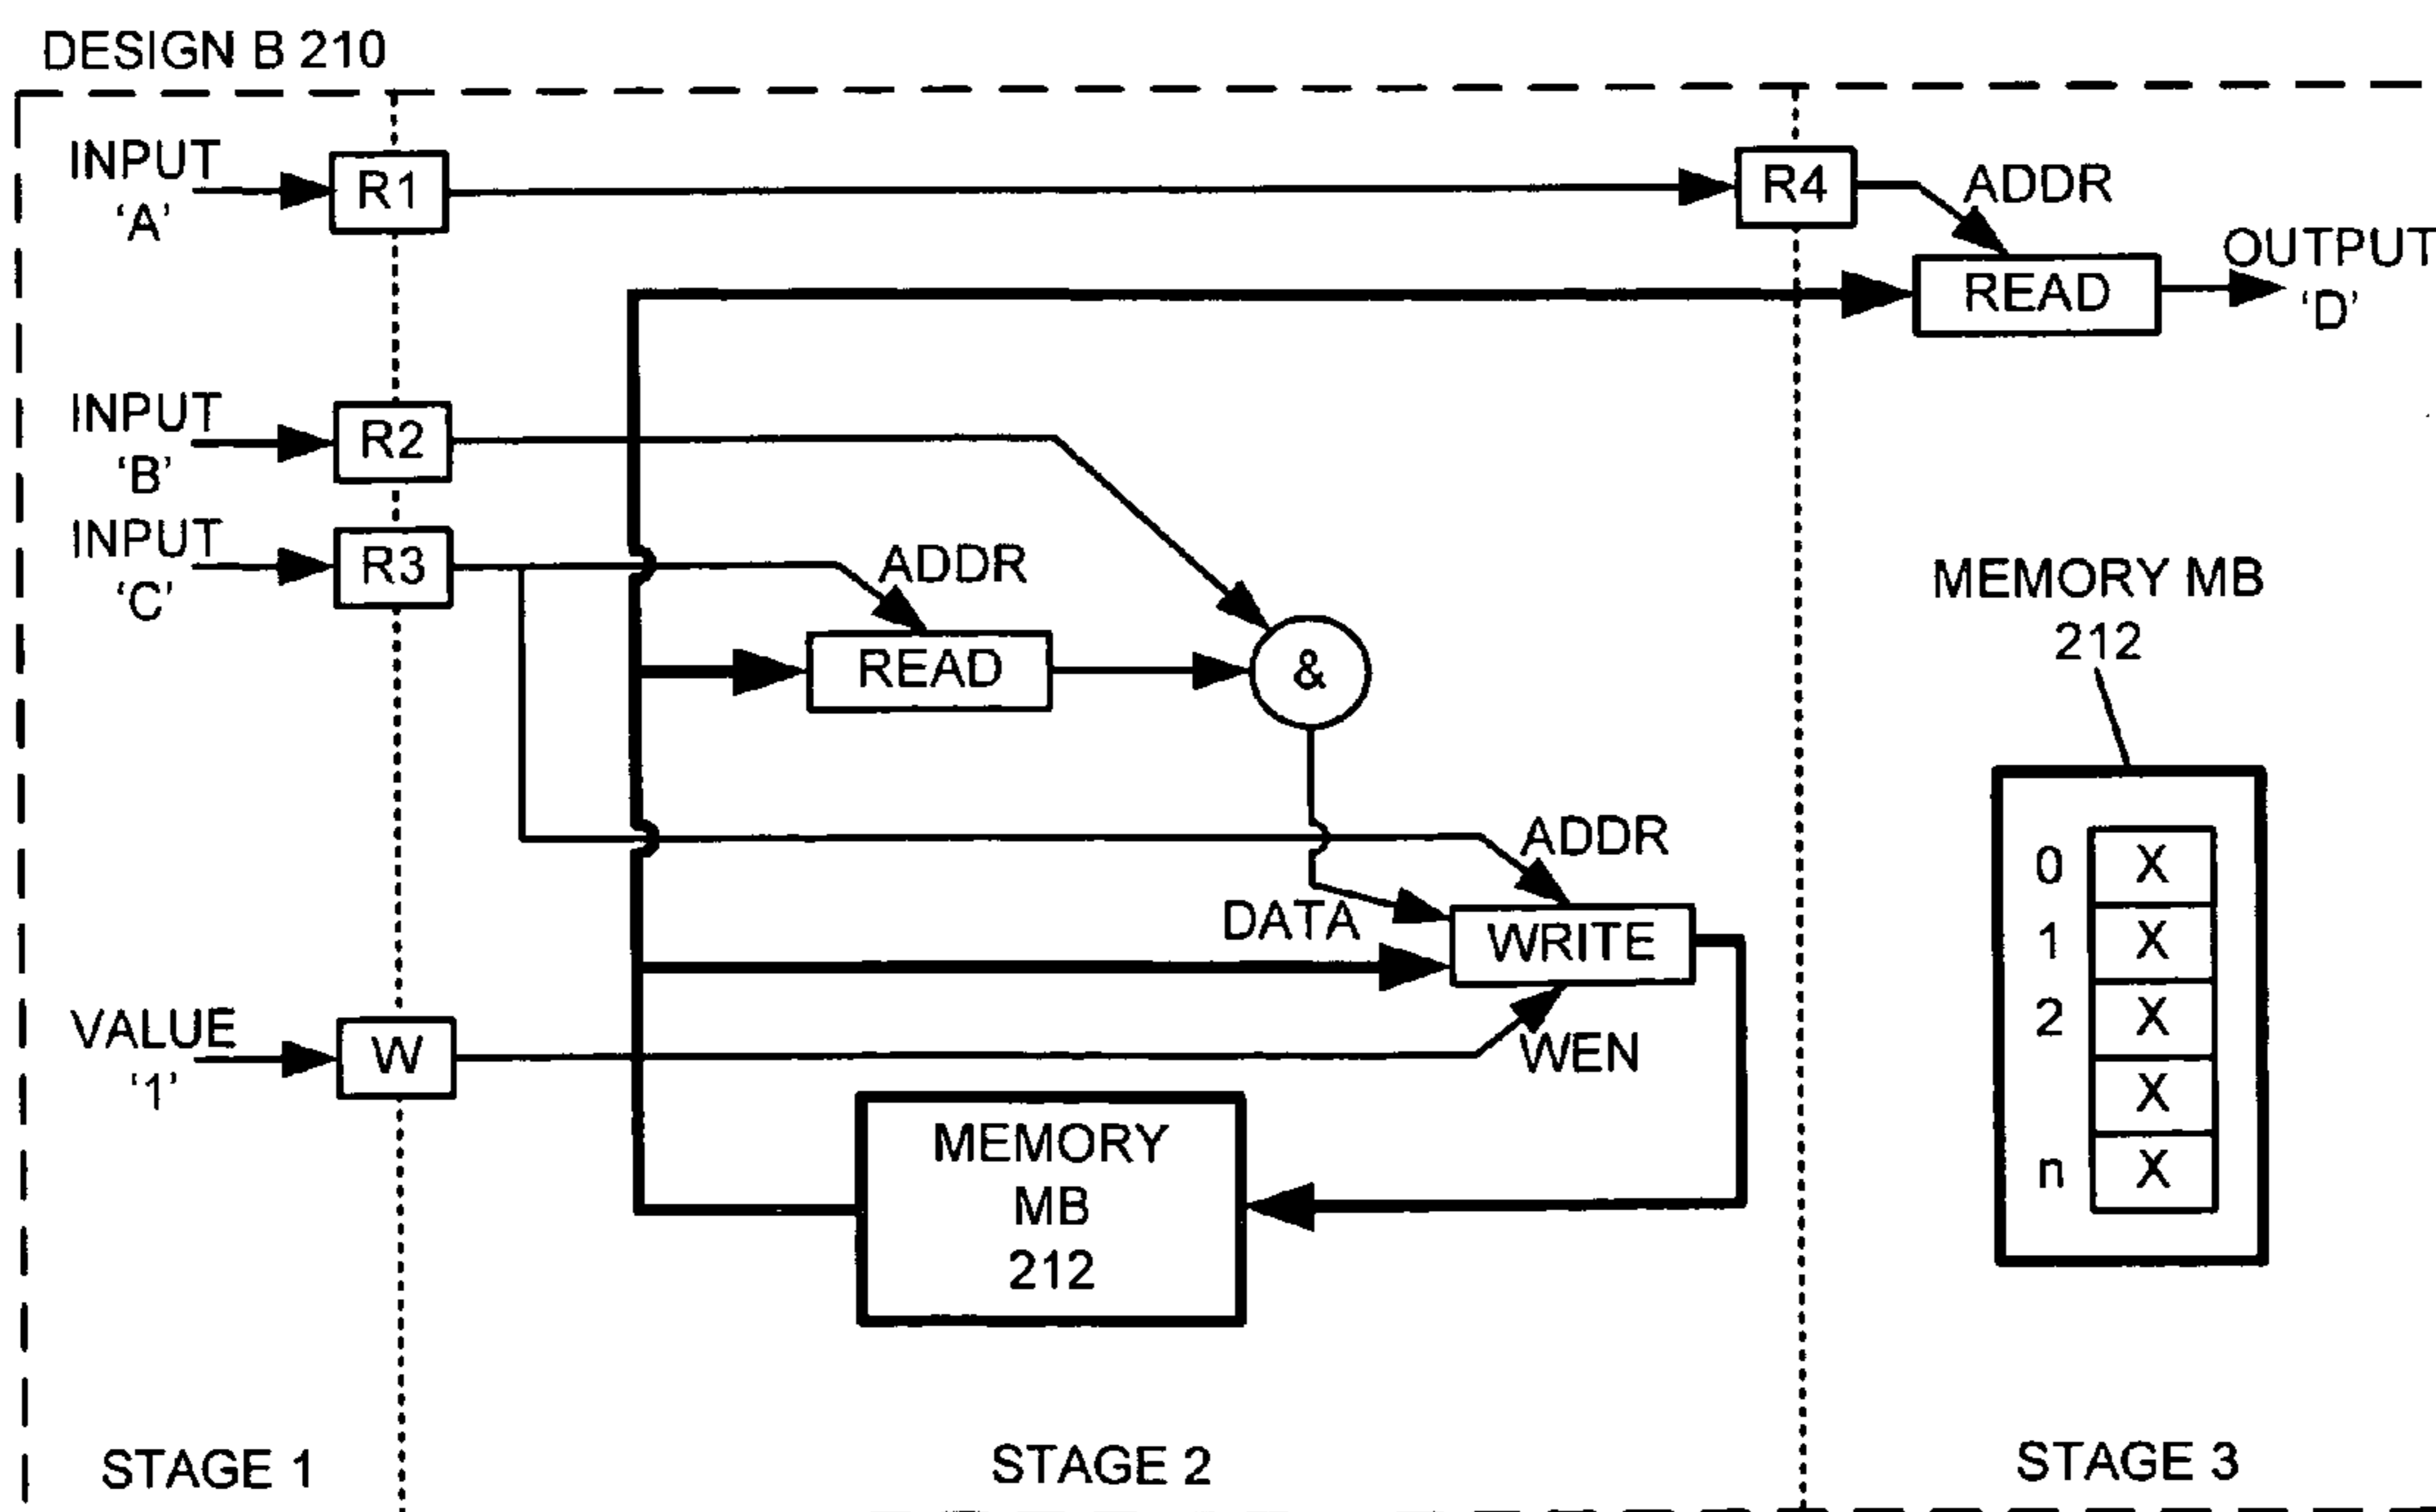 DESIGN B 210
INPUT
'A'
R1
R4
ADDR
READ
OUTPUT
'D'
INPUT
'B'
R2
INPUT
'C'
R3
ADDR
READ
&
MEMORY MB
212
ADDR
DATA
WRITE
WEN
VALUE
'1'
W
MEMORY
MB
212
0 X
1 X
2 X
X
n X
STAGE 1
STAGE 2
STAGE 3